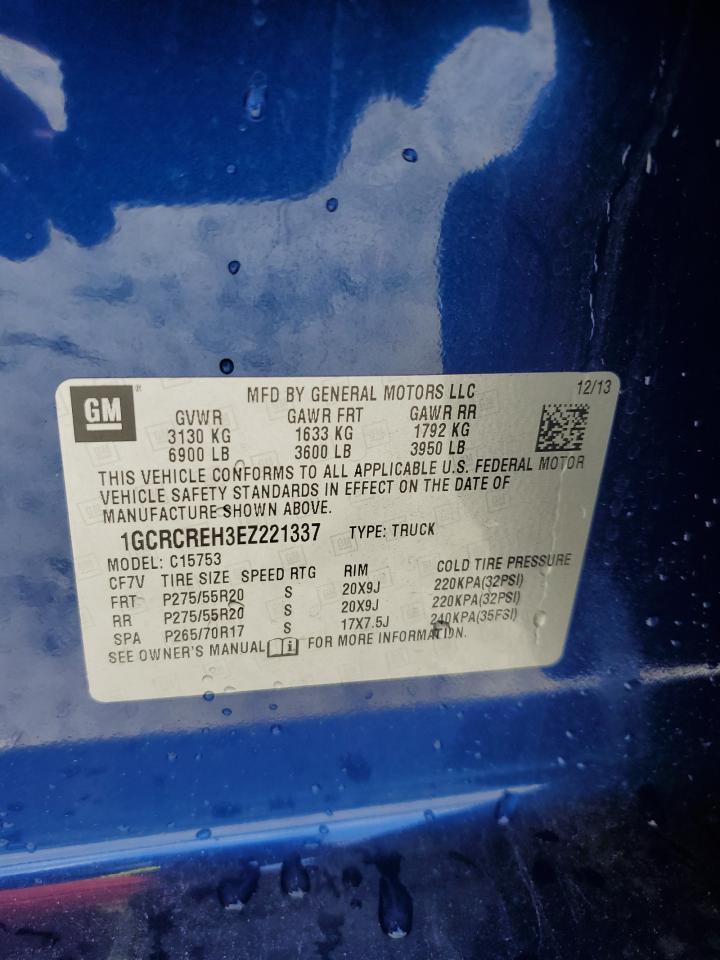 GM
MFD BY GENERAL MOTORS LLC 12/13
GVWR GAWR FRT GAWR RR
3130 KG 1633 KG 1792 KG
6900 LB 3600 LB 3950 LB
THIS VEHICLE CONFORMS TO ALL APPLICABLE U.S. FEDERAL MOTOR
VEHICLE SAFETY STANDARDS IN EFFECT ON THE DATE OF
MANUFACTURE SHOWN ABOVE.
1GCRCREH3EZ221337 TYPE: TRUCK
MODEL: C15753
CF7V TIRE SIZE SPEED RTG RIM COLD TIRE PRESSURE
FRT P275/55R20 S 20X9J 220KPA(32PSI)
RR P275/55R20 S 20X9J 220KPA(32PSI)
SPA P265/70R17 S 17X7.5J 240KPA(35PSI)
SEE OWNER'S MANUAL FOR MORE INFORMATION.